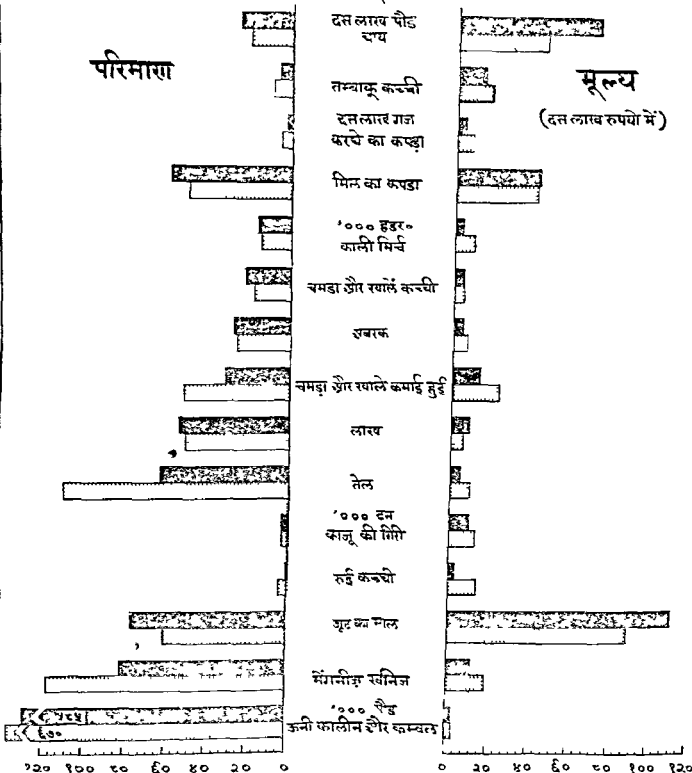 दस लाख पौंड
चाय
परिमाण
मूल्य
तम्बाकू कच्ची
(दस लाख रुपयो में)
दस लाख गज
करघे का कपड़ा
मिल का कपडा
'००० हंडर०
काली मिर्च
चमडा और खालें कच्ची
अबरक
चमड़ा और खाले कमाई हुई
लाख
तेल
'००० टन
काजू की गिरी
रुई कच्ची
जूट का माल
मेंगनीज़ खनिज
'००० पौंड
ऊनी कालीन और कम्बल
६७०
१२० १०० ८० ६० ४० २० ०
० २० ४० ६० ८० १०० १२०